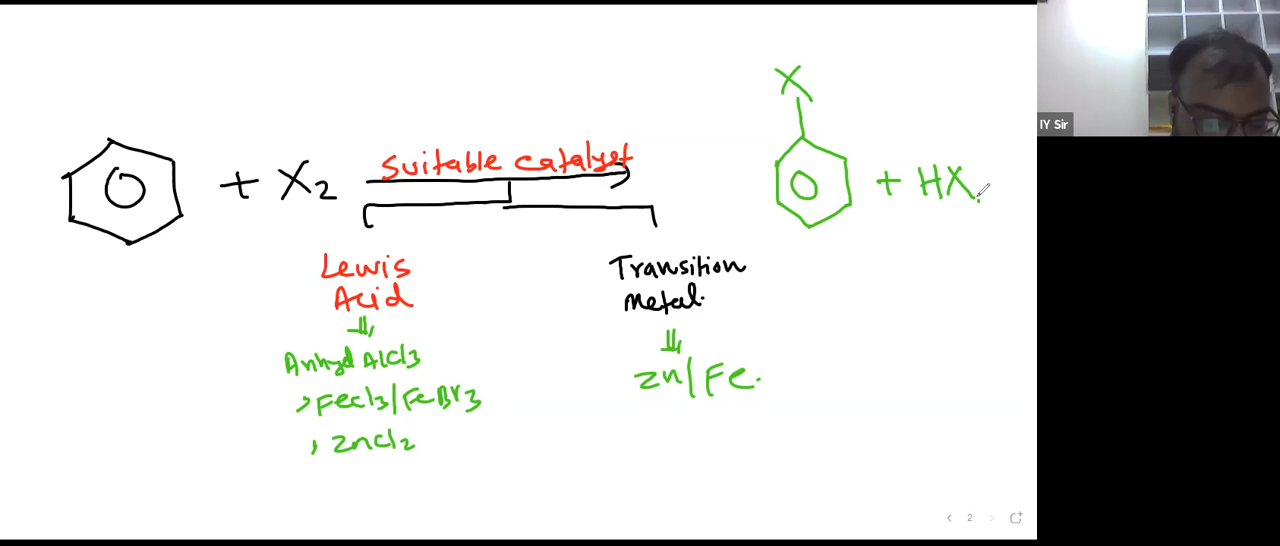 X
+ X2
Suitable catalyst
+ HX
Lewis
Acid
Transition
Metal.
Anhyd AlCl3
, FeCl3/FeBr3
, ZnCl2
Zn/Fe.
IY Sir
2